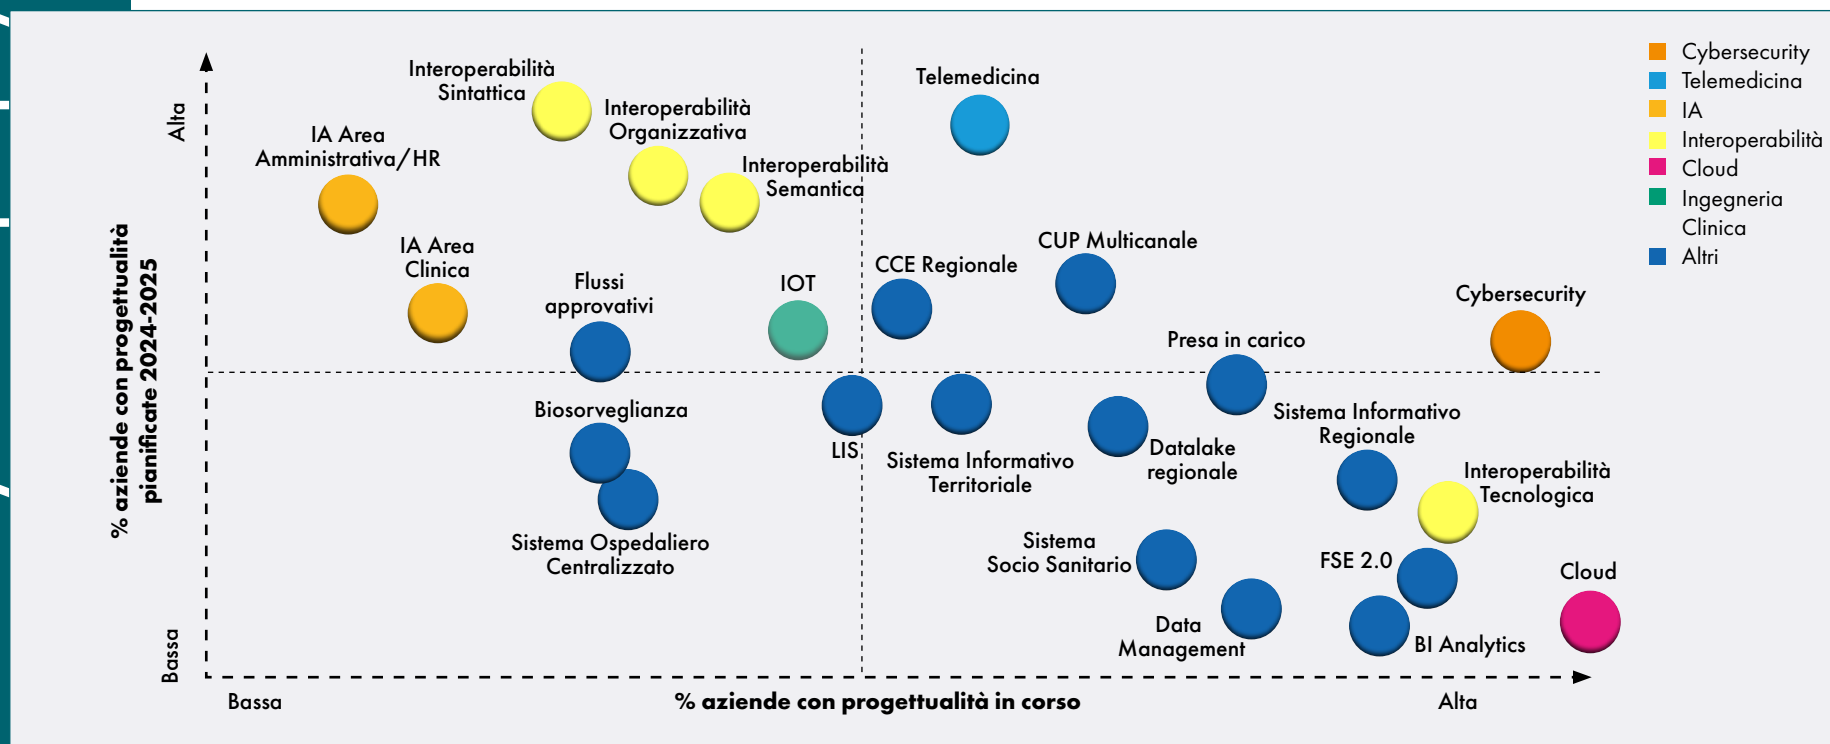 Alta
% aziende con progettualità
pianificate 2024-2025
Bassa
Interoperabilità
Sintattica
Interoperabilità
Organizzativa
Interoperabilità
Semantica
IA Area
Amministrativa/HR
IA Area
Clinica
Flussi
approvativi
IOT
Telemedicina
CCE Regionale
CUP Multicanale
Cybersecurity
Presa in carico
Biosorveglianza
Sistema Ospedaliero
Centralizzato
LIS
Sistema Informativo
Territoriale
Datalake
regionale
Sistema Informativo
Regionale
Interoperabilità
Tecnologica
Sistema
Socio Sanitario
FSE 2.0
Data
Management
BI Analytics
Cloud
Bassa
% aziende con progettualità in corso
Alta
Cybersecurity
Telemedicina
IA
Interoperabilità
Cloud
Ingegneria
Clinica
Altri